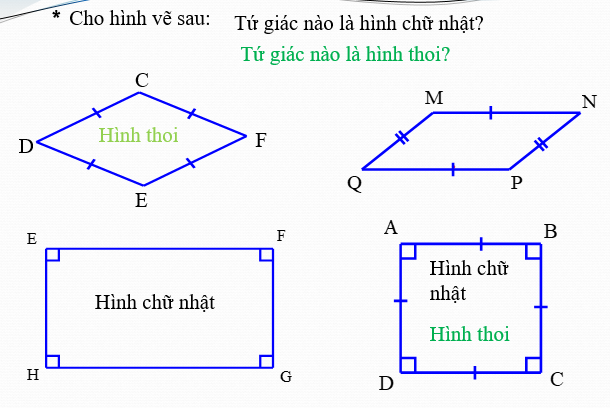 * Cho hình vẽ sau: Tứ giác nào là hình chữ nhật?
Tứ giác nào là hình thoi?
C
D
Hình thoi
F
E
M
N
Q
P
E
F
Hình chữ nhật
H
G
A
B
Hình chữ
nhật
Hình thoi
D
C